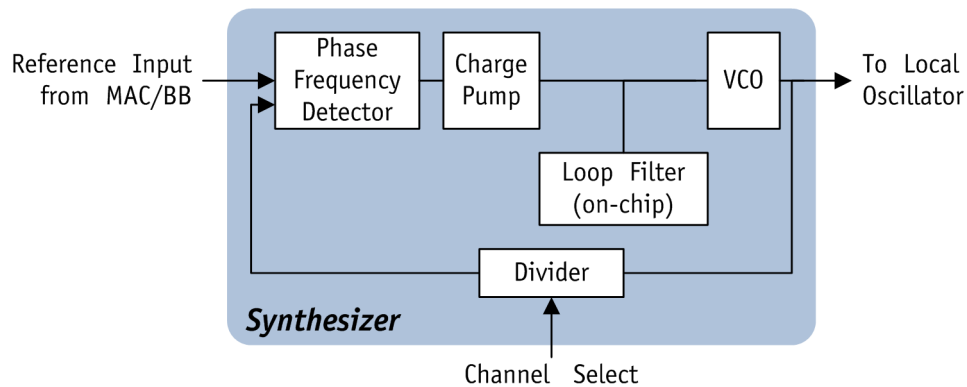 Reference Input
from MAC/BB
Phase
Frequency
Detector
Charge
Pump
VCO
To Local
Oscillator
Loop Filter
(on-chip)
Divider
Synthesizer
Channel Select